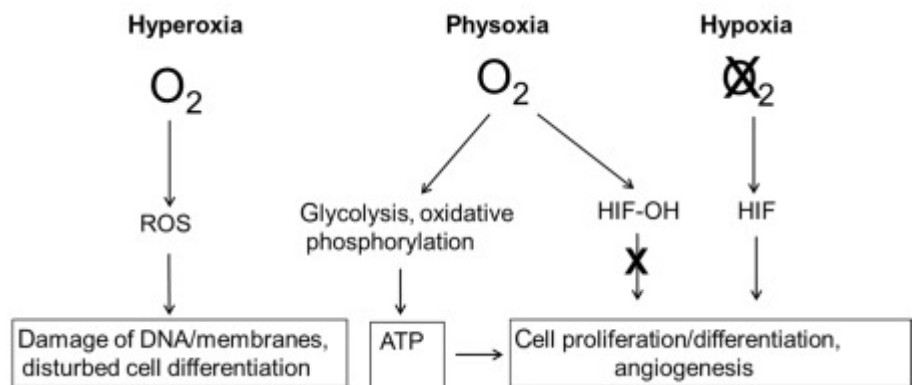 Hyperoxia Physoxia Hypoxia
O2 O2 O2
ROS
Glycolysis, oxidative
phosphorylation
HIF-OH HIF
X
Damage of DNA/membranes,
disturbed cell differentiation
ATP
Cell proliferation/differentiation,
angiogenesis